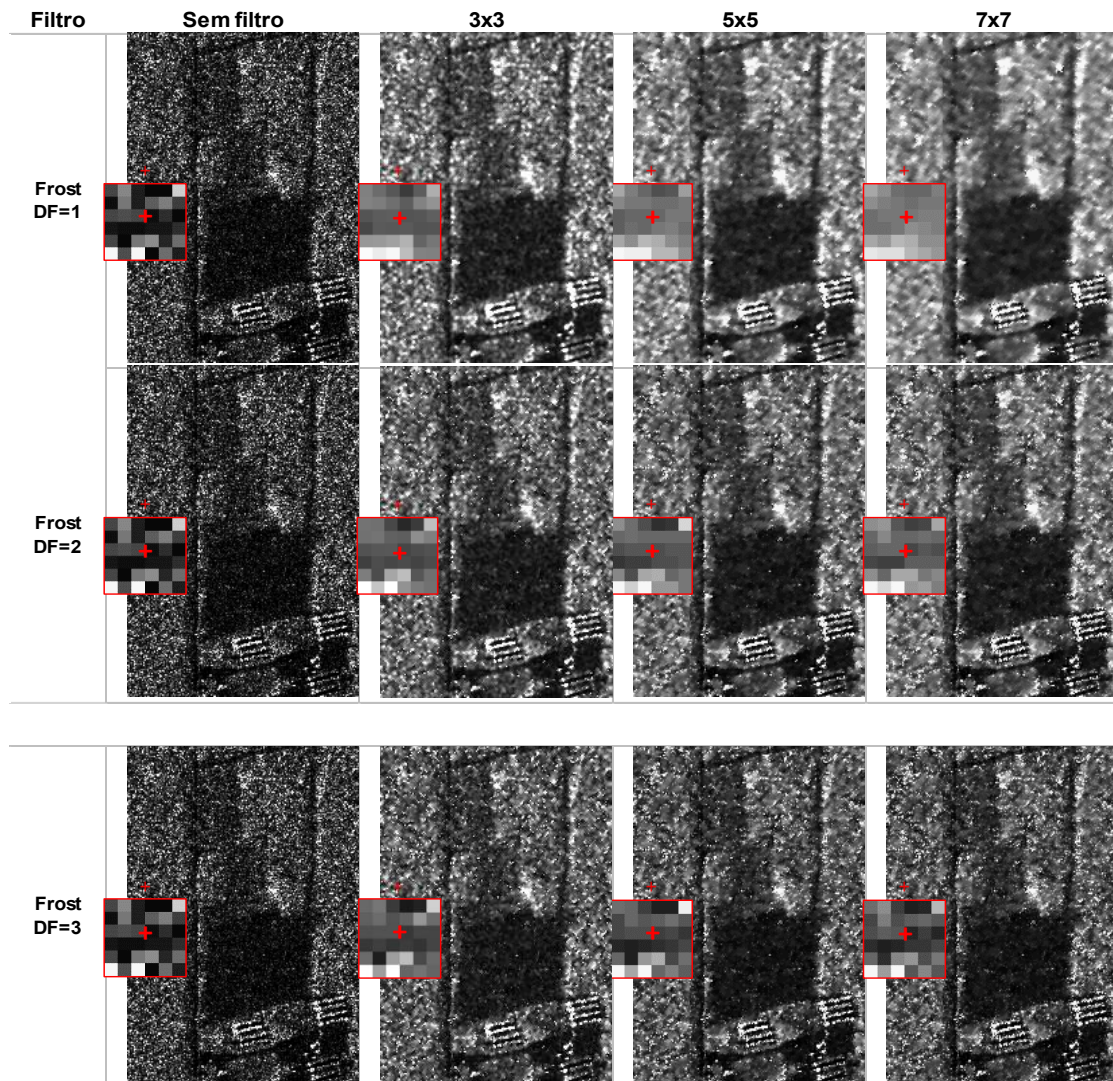 Filtro Sem filtro 3x3 5x5 7x7
Frost
DF=1
Frost
DF=2
Frost
DF=3